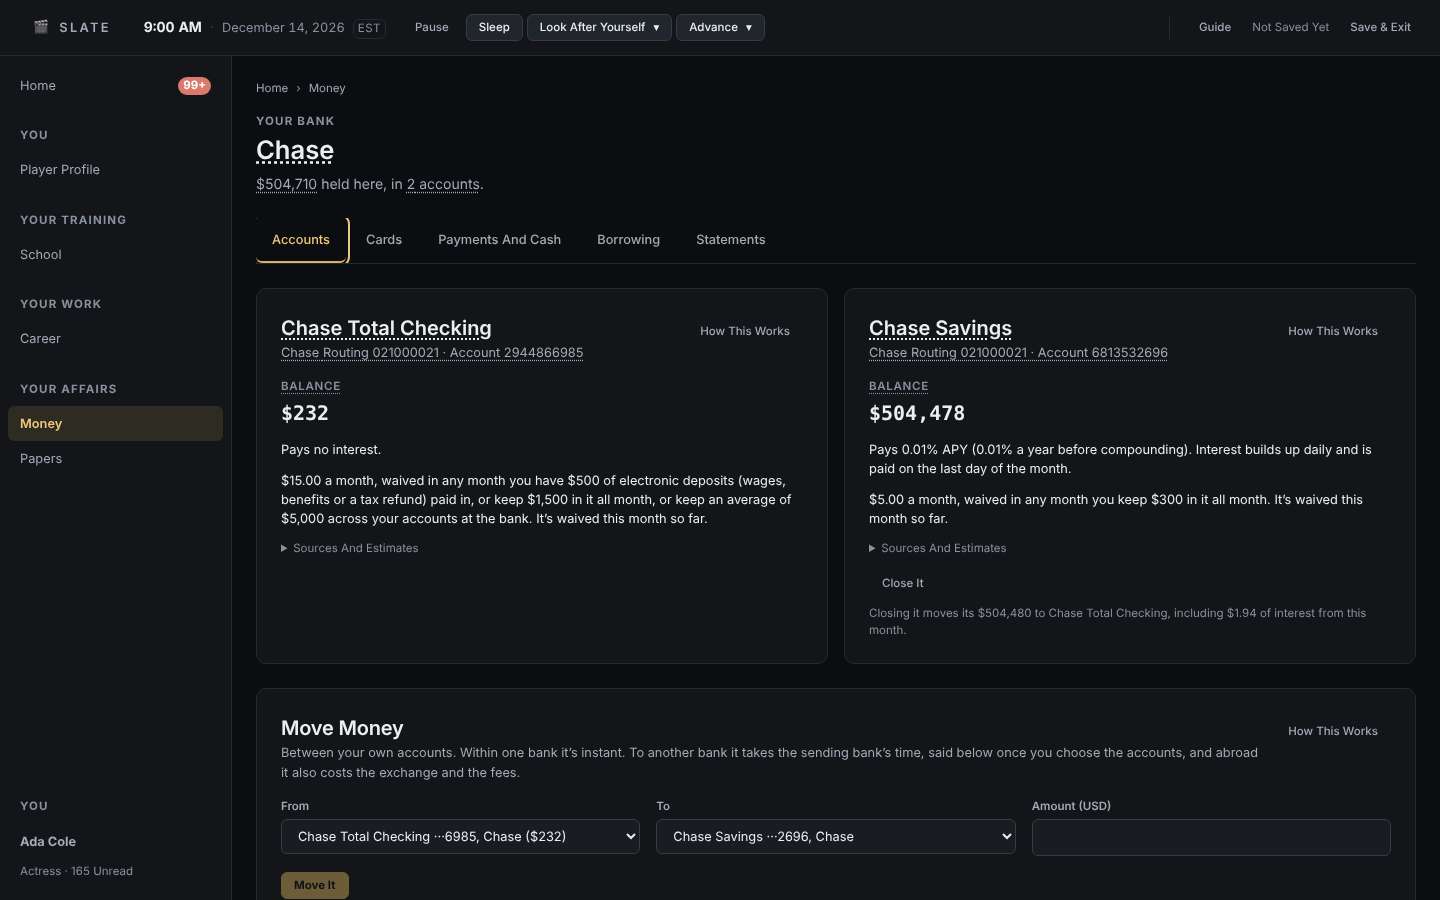 SLATE
9:00 AM · December 14, 2026 EST
Pause
Sleep
Look After Yourself ▾
Advance ▾
Guide
Not Saved Yet
Save & Exit
Home
99+
YOU
Player Profile
YOUR TRAINING
School
YOUR WORK
Career
YOUR AFFAIRS
Money
Papers
YOU
Ada Cole
Actress · 165 Unread
Home › Money
YOUR BANK
Chase
$504,710 held here, in 2 accounts.
Accounts
Cards
Payments And Cash
Borrowing
Statements
Chase Total Checking
How This Works
Chase Routing 021000021 · Account 2944866985
BALANCE
$232
Pays no interest.
$15.00 a month, waived in any month you have $500 of electronic deposits (wages,
benefits or a tax refund) paid in, or keep $1,500 in it all month, or keep an average of
$5,000 across your accounts at the bank. It’s waived this month so far.
▶ Sources And Estimates
Chase Savings
How This Works
Chase Routing 021000021 · Account 6813532696
BALANCE
$504,478
Pays 0.01% APY (0.01% a year before compounding). Interest builds up daily and is
paid on the last day of the month.
$5.00 a month, waived in any month you keep $300 in it all month. It’s waived this
month so far.
▶ Sources And Estimates
Close It
Closing it moves its $504,480 to Chase Total Checking, including $1.94 of interest from this
month.
Move Money
How This Works
Between your own accounts. Within one bank it’s instant. To another bank it takes the sending bank’s time, said below once you choose the accounts, and abroad
it also costs the exchange and the fees.
From
To
Amount (USD)
Chase Total Checking ···6985, Chase ($232)
Chase Savings ···2696, Chase
Move It